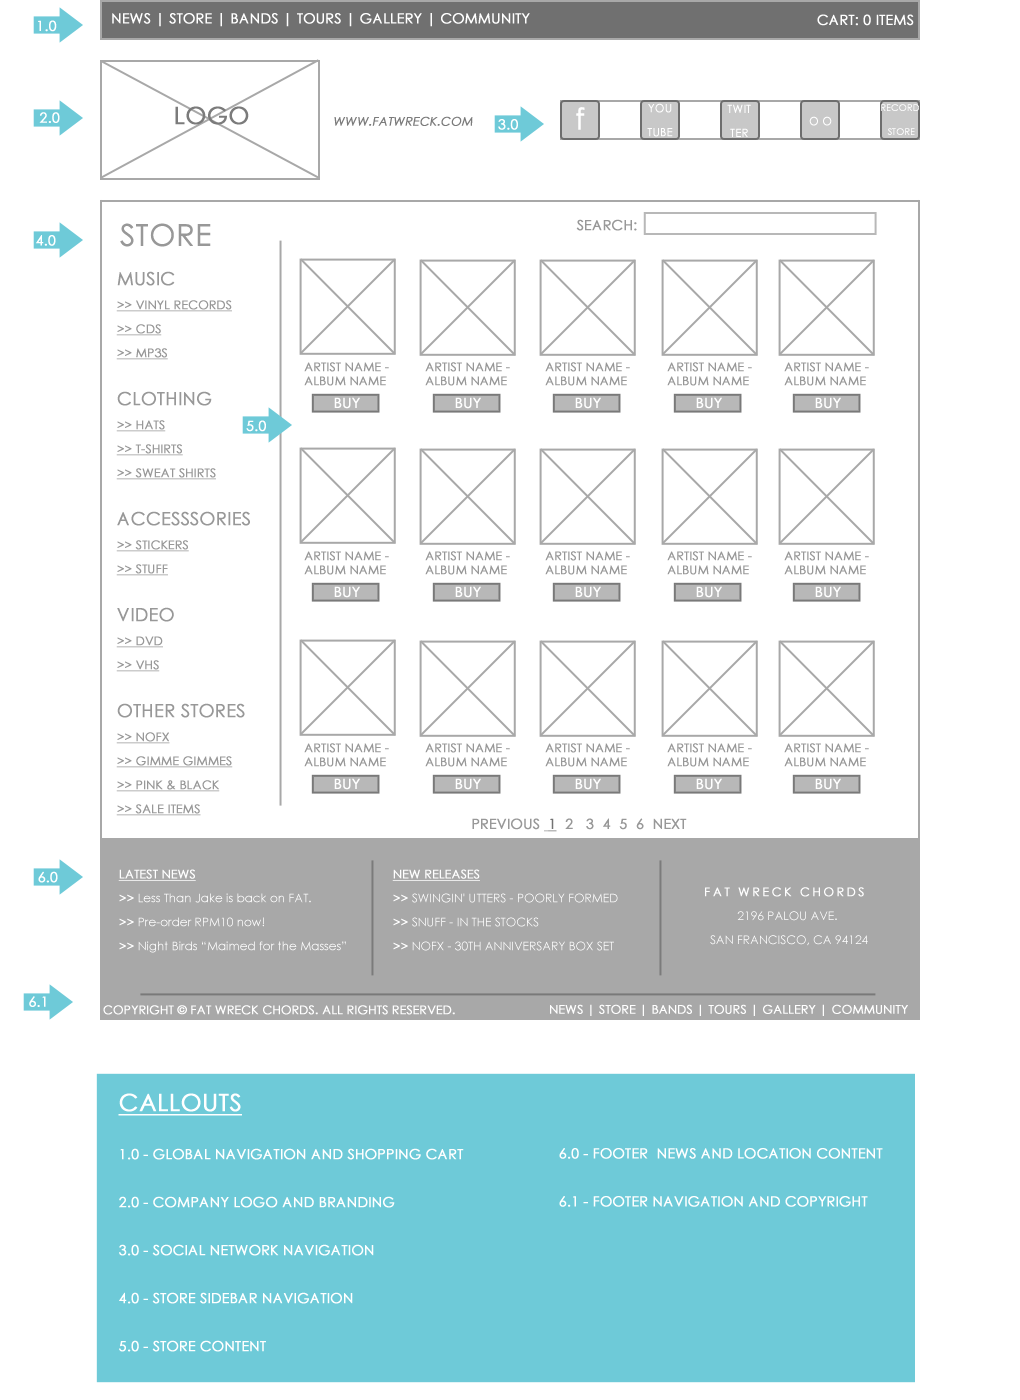 1.0
NEWS | STORE | BANDS | TOURS | GALLERY | COMMUNITY
CART: 0 ITEMS
2.0
LOGO
WWW.FATWRECK.COM
3.0
f
YOU
TUBE
TWIT
TER
O O
RECORD
STORE
4.0
STORE
SEARCH:
MUSIC
>> VINYL RECORDS
>> CDS
>> MP3S
CLOTHING
>> HATS
>> T-SHIRTS
>> SWEAT SHIRTS
ACCESSSORIES
>> STICKERS
>> STUFF
VIDEO
>> DVD
>> VHS
OTHER STORES
>> NOFX
>> GIMME GIMMES
>> PINK & BLACK
>> SALE ITEMS
5.0
ARTIST NAME - ARTIST NAME - ARTIST NAME - ARTIST NAME - ARTIST NAME -
ALBUM NAME ALBUM NAME ALBUM NAME ALBUM NAME ALBUM NAME
BUY BUY BUY BUY BUY
ARTIST NAME - ARTIST NAME - ARTIST NAME - ARTIST NAME - ARTIST NAME -
ALBUM NAME ALBUM NAME ALBUM NAME ALBUM NAME ALBUM NAME
BUY BUY BUY BUY BUY
ARTIST NAME - ARTIST NAME - ARTIST NAME - ARTIST NAME - ARTIST NAME -
ALBUM NAME ALBUM NAME ALBUM NAME ALBUM NAME ALBUM NAME
BUY BUY BUY BUY BUY
PREVIOUS 1 2 3 4 5 6 NEXT
6.0
LATEST NEWS
>> Less Than Jake is back on FAT.
>> Pre-order RPM10 now!
>> Night Birds “Maimed for the Masses”
NEW RELEASES
>> SWINGIN' UTTERS - POORLY FORMED
>> SNUFF - IN THE STOCKS
>> NOFX - 30TH ANNIVERSARY BOX SET
FAT WRECK CHORDS
2196 PALOU AVE.
SAN FRANCISCO, CA 94124
6.1
COPYRIGHT © FAT WRECK CHORDS. ALL RIGHTS RESERVED.
NEWS | STORE | BANDS | TOURS | GALLERY | COMMUNITY
CALLOUTS
1.0 - GLOBAL NAVIGATION AND SHOPPING CART
2.0 - COMPANY LOGO AND BRANDING
3.0 - SOCIAL NETWORK NAVIGATION
4.0 - STORE SIDEBAR NAVIGATION
5.0 - STORE CONTENT
6.0 - FOOTER NEWS AND LOCATION CONTENT
6.1 - FOOTER NAVIGATION AND COPYRIGHT